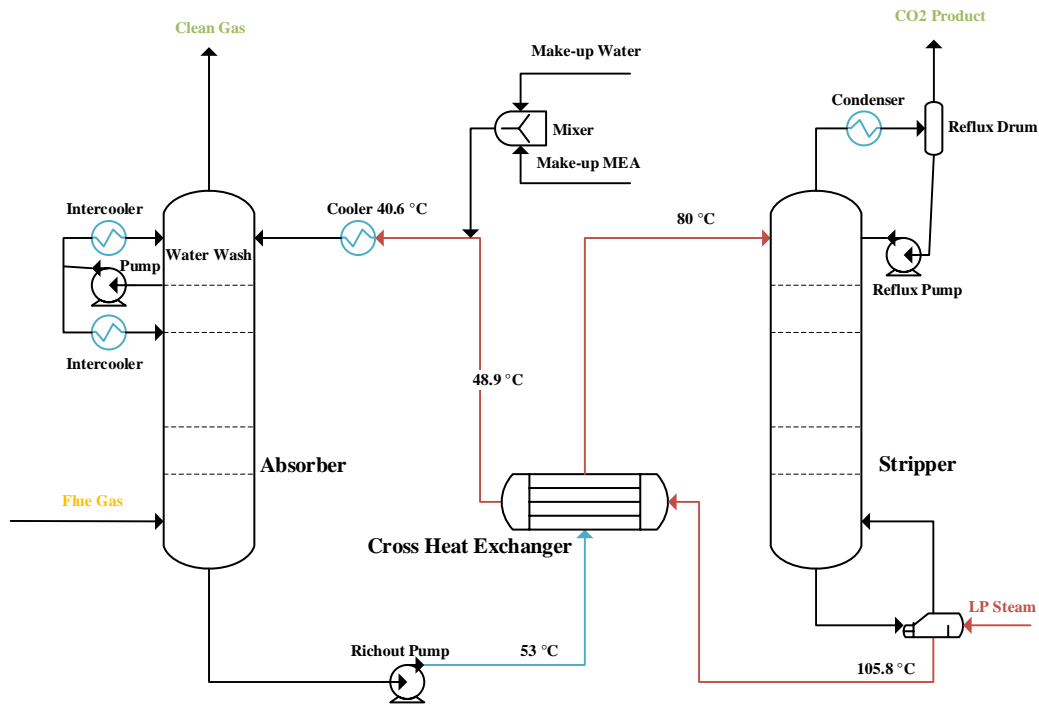 CO2 Product
Clean Gas
Make-up Water
Condenser
Mixer
Reflux Drum
Make-up MEA
Intercooler
Cooler 40.6 °C
80 °C
Water Wash
Pump
Reflux Pump
Intercooler
48.9 °C
Absorber
Stripper
Flue Gas
Cross Heat Exchanger
LP Steam
Richout Pump
53 °C
105.8 °C